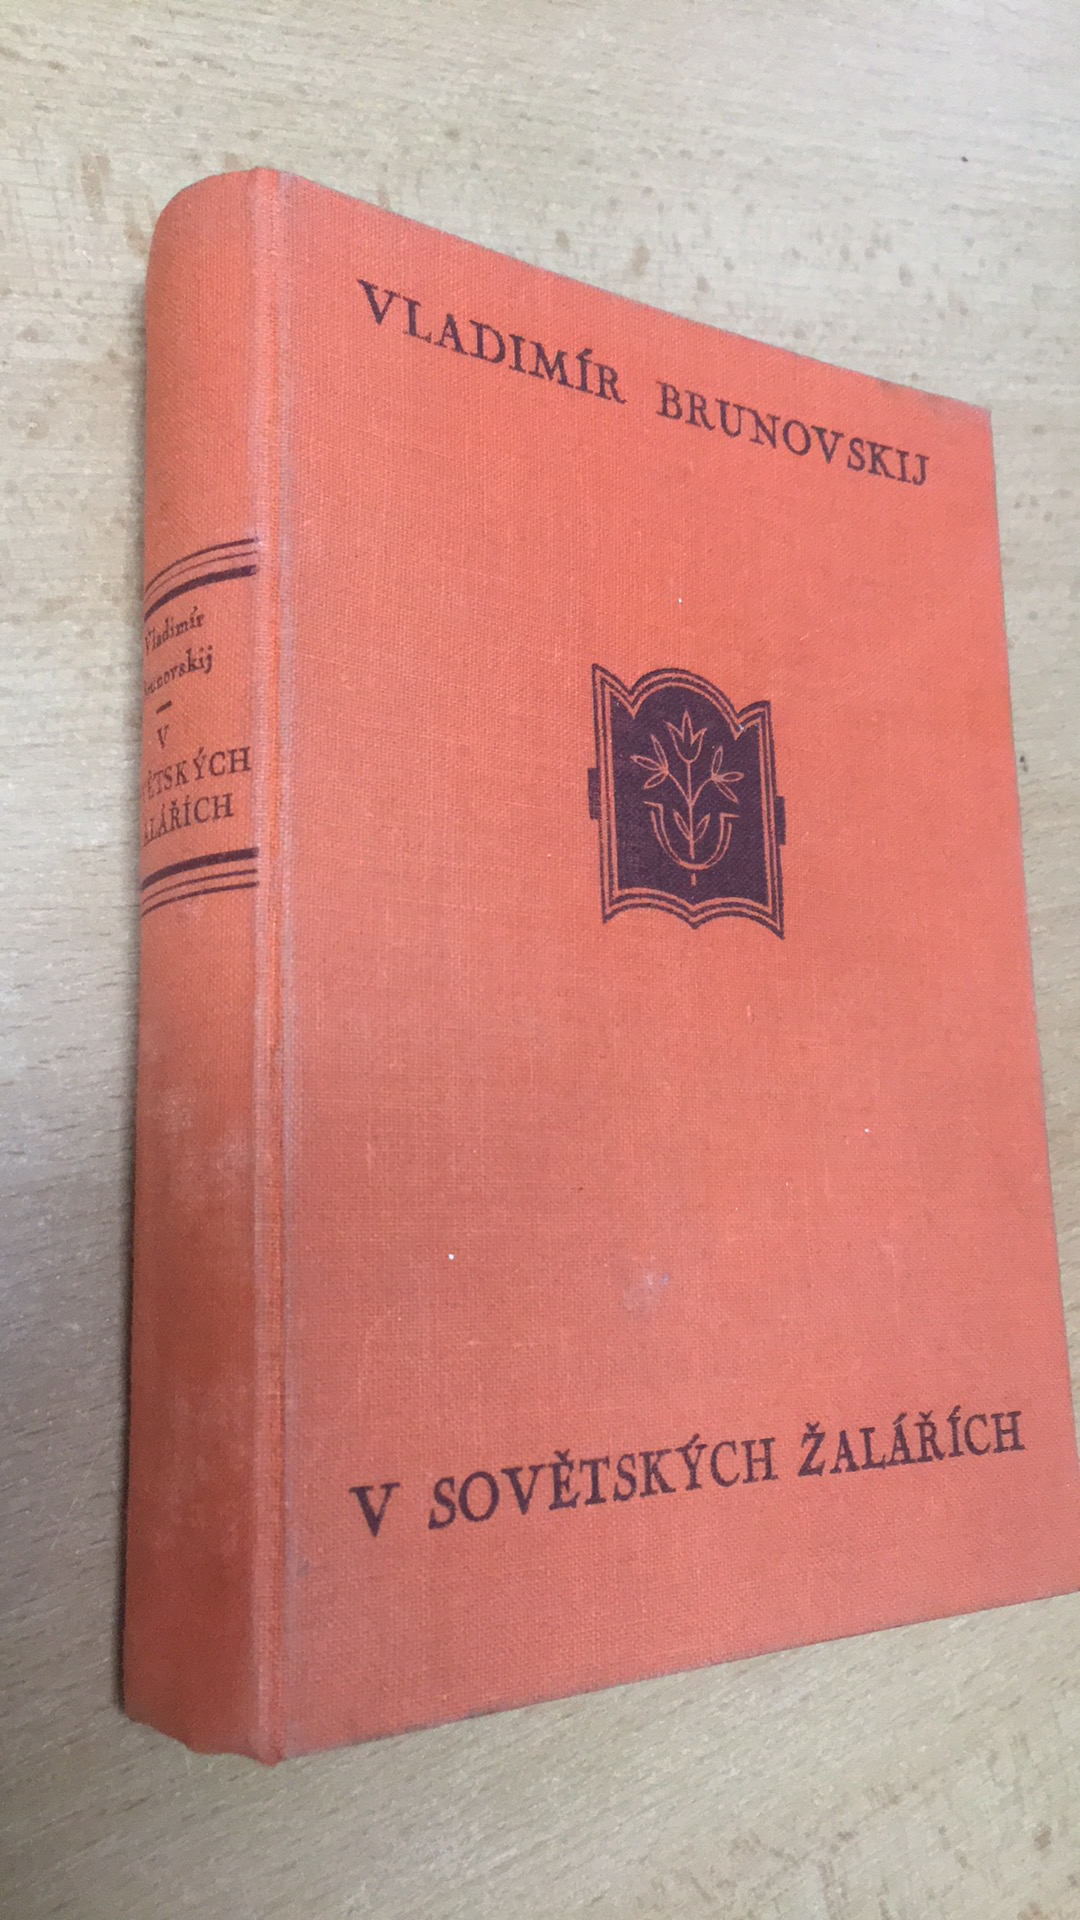 VLADIMÍR BRUNOVSKIJ
V SOVĚTSKÝCH ŽALÁŘÍCH
Vladimír
V